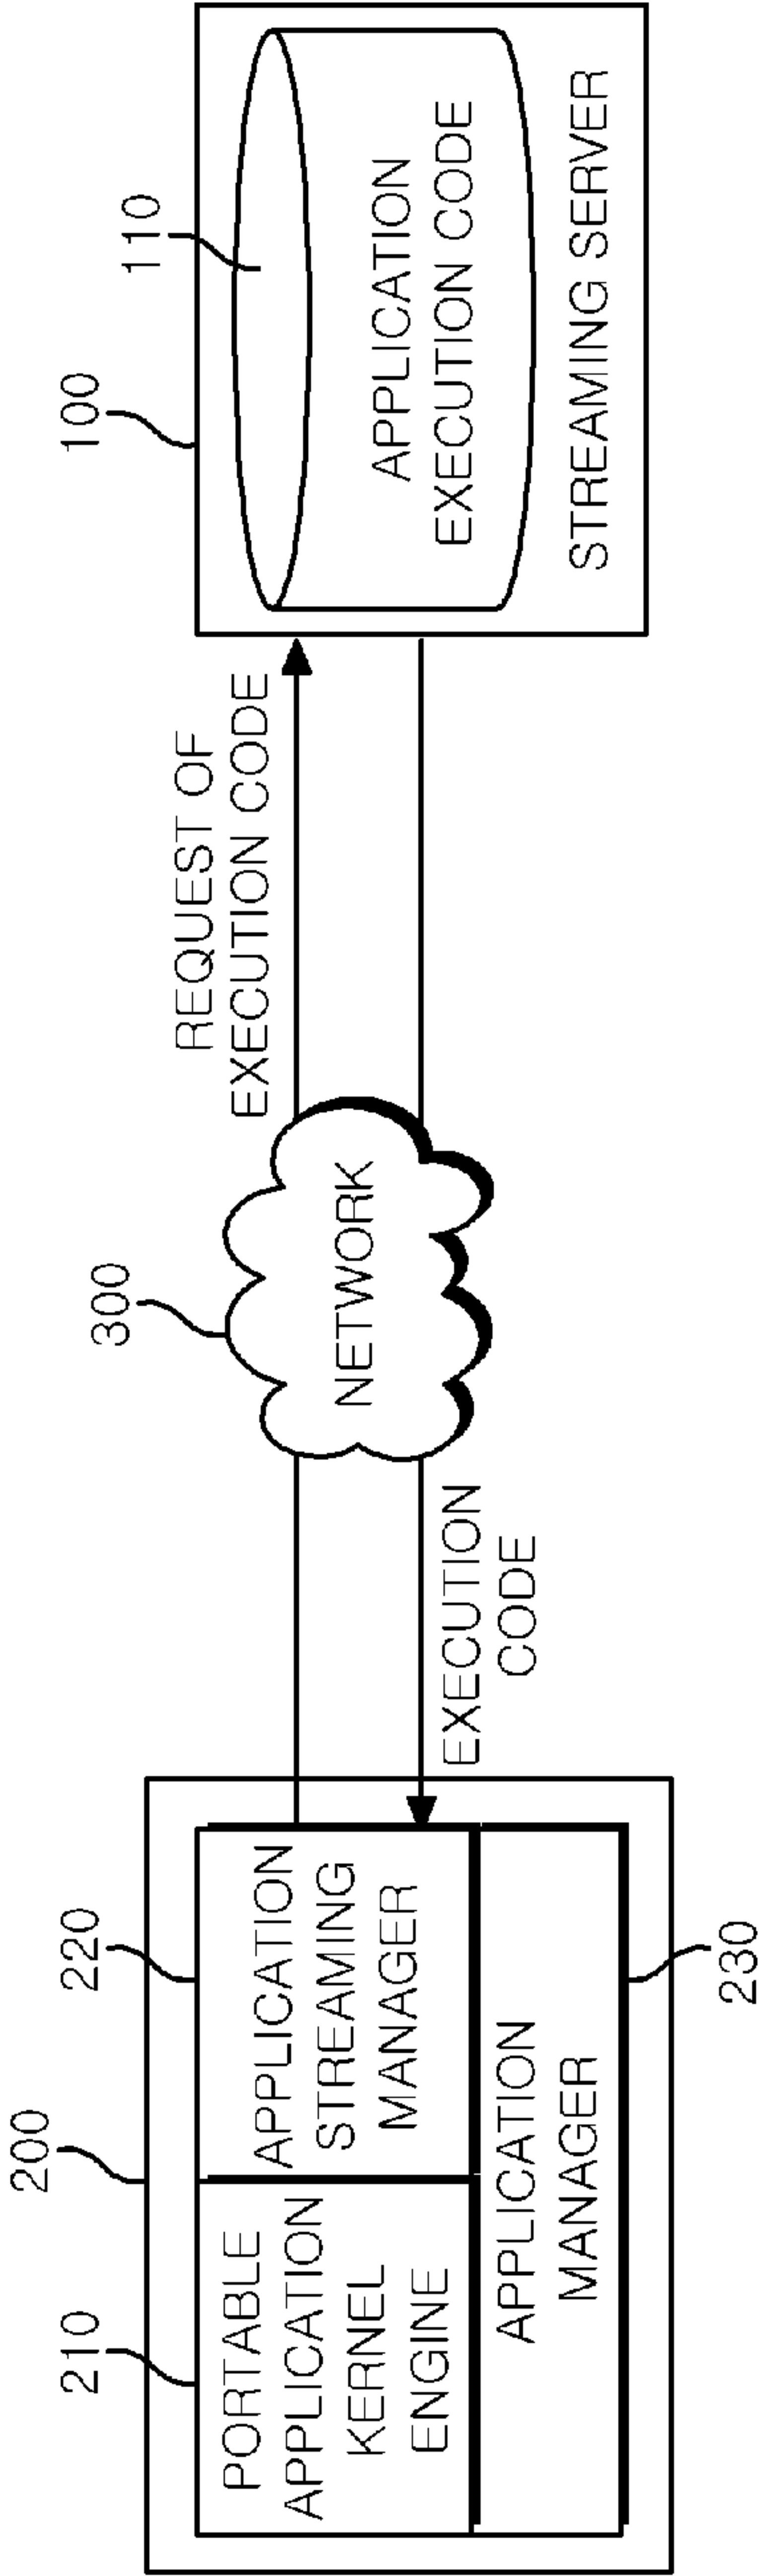 200
210
220
PORTABLE
APPLICATION
KERNEL
ENGINE
APPLICATION
STREAMING
MANAGER
APPLICATION
MANAGER
230
EXECUTION
CODE
300
NETWORK
REQUEST OF
EXECUTION CODE
100
110
APPLICATION
EXECUTION CODE
STREAMING SERVER